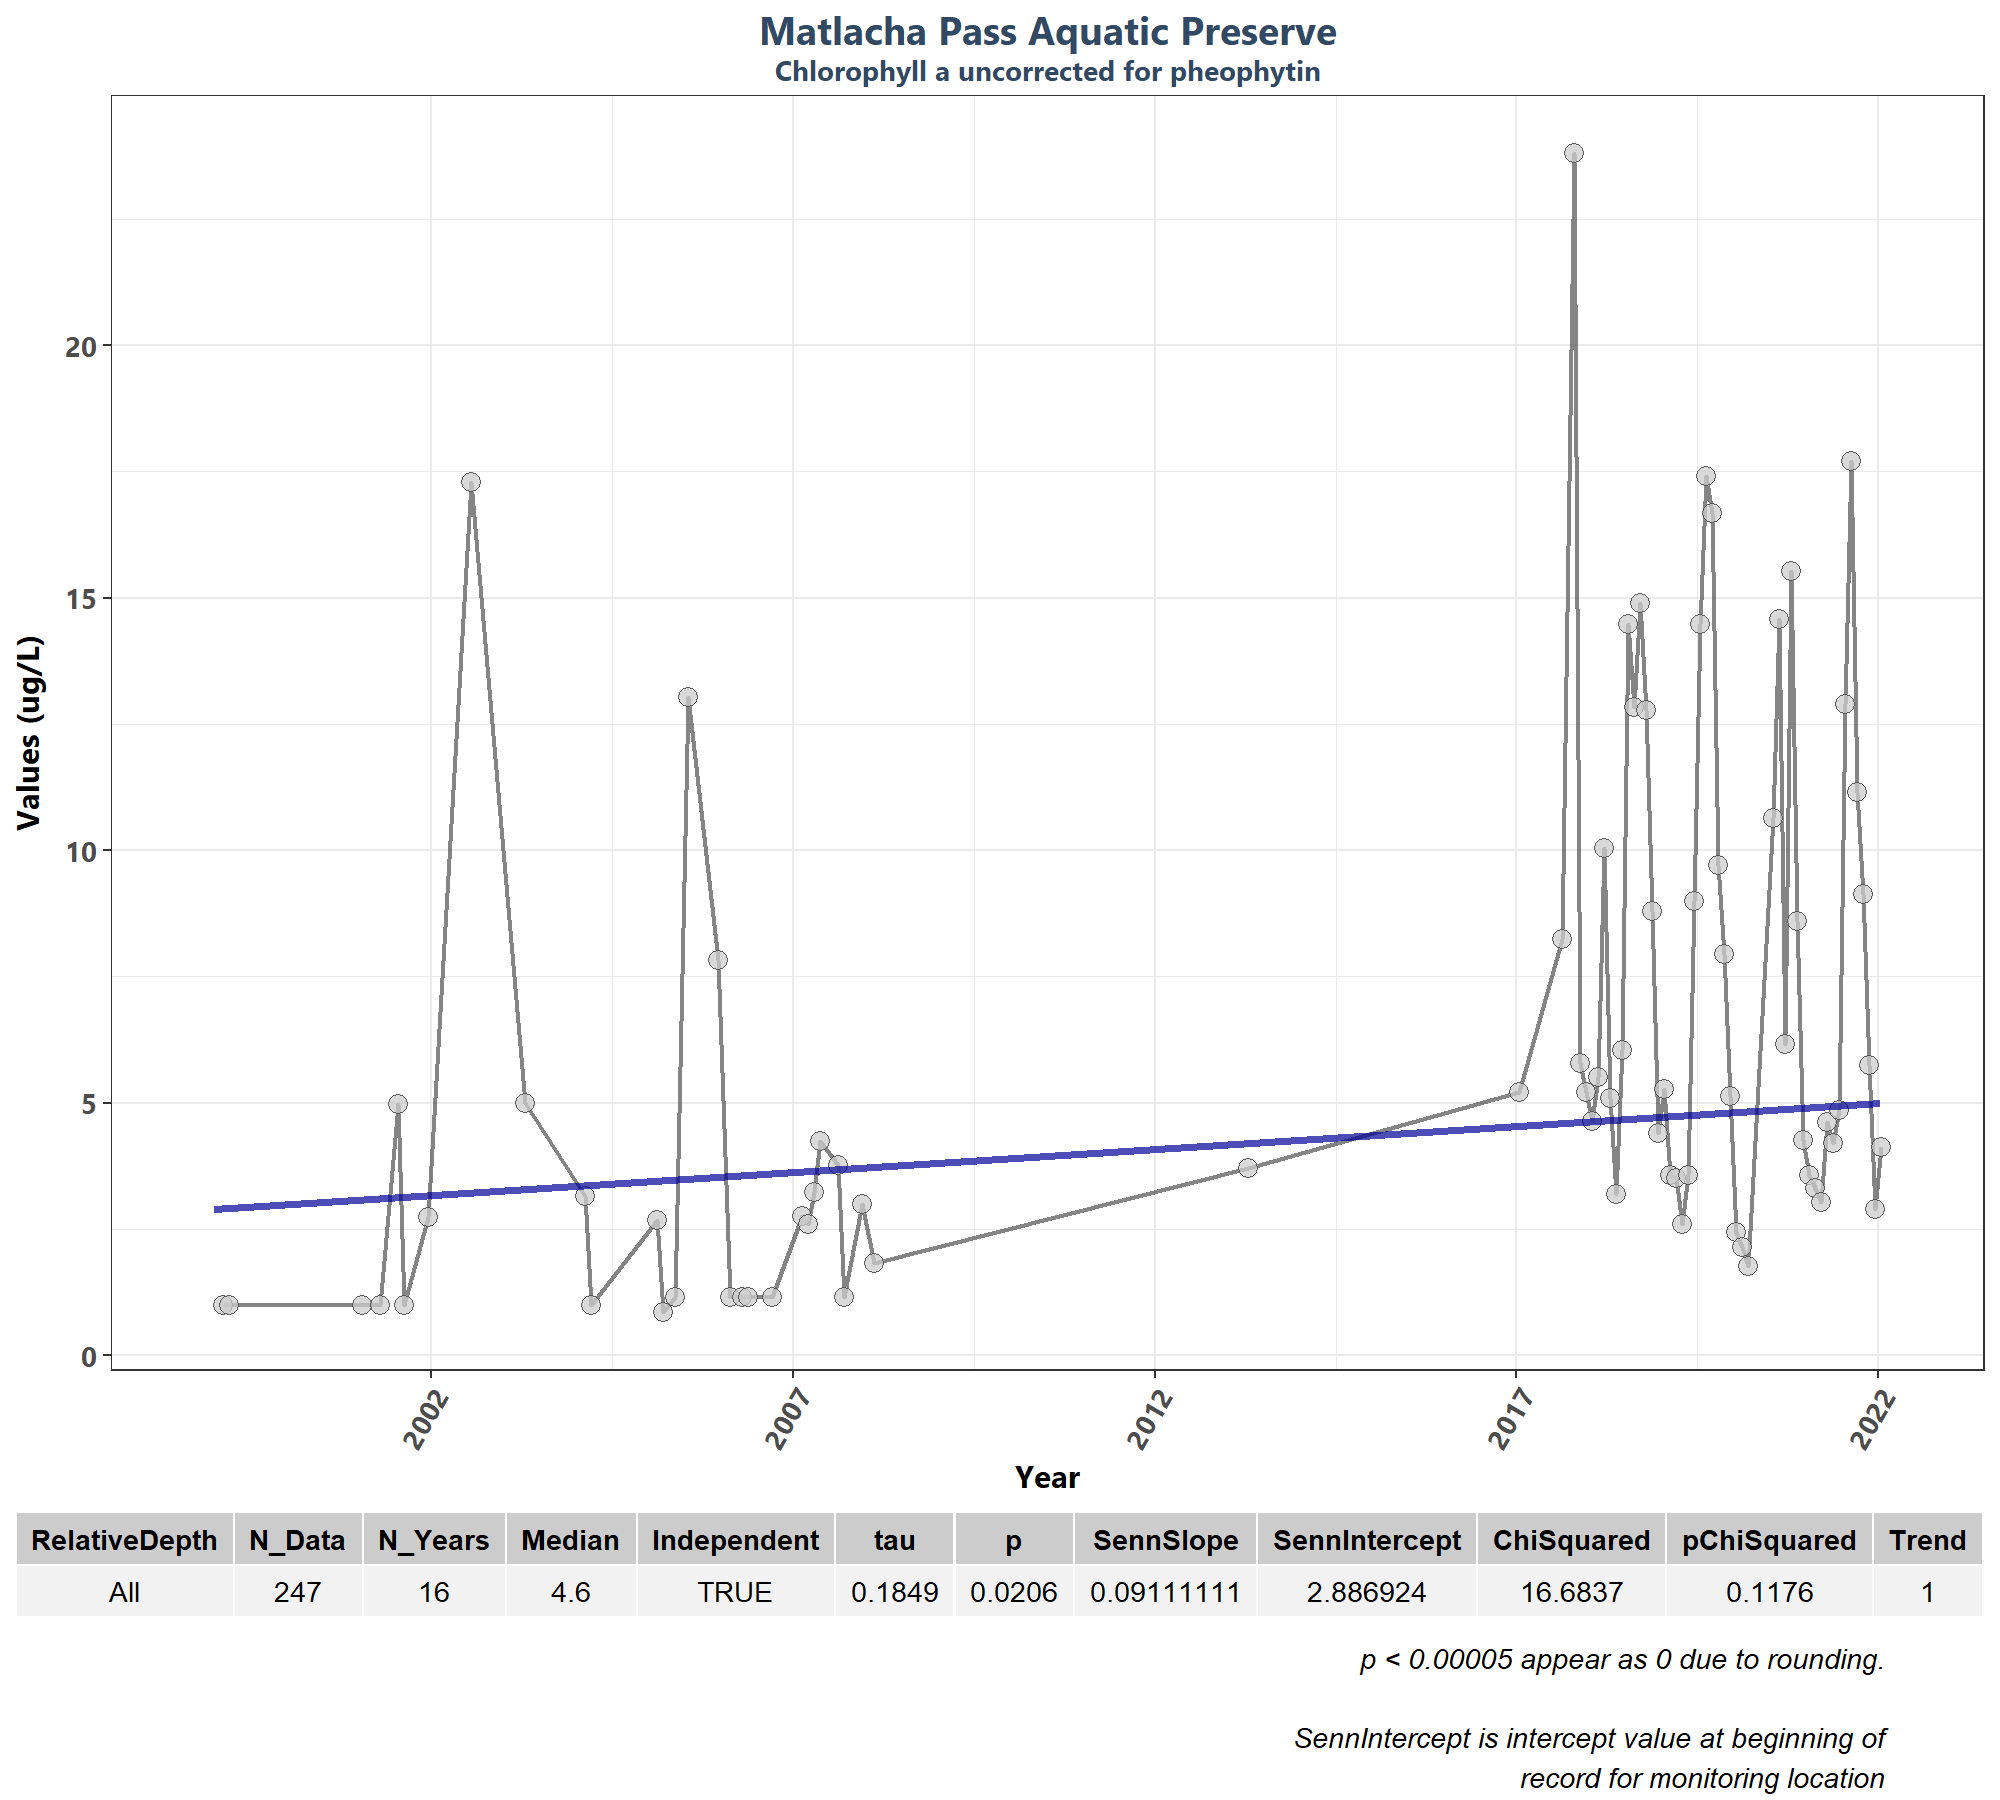 Matlacha Pass Aquatic Preserve
Chlorophyll a uncorrected for pheophytin
Values (ug/L)
20
15
10
5
0
2002 2007 2012 2017 2022
Year
RelativeDepth N_Data N_Years Median Independent tau p SennSlope SennIntercept ChiSquared pChiSquared Trend
All 247 16 4.6 TRUE 0.1849 0.0206 0.09111111 2.886924 16.6837 0.1176 1
p < 0.00005 appear as 0 due to rounding.
SennIntercept is intercept value at beginning of
record for monitoring location